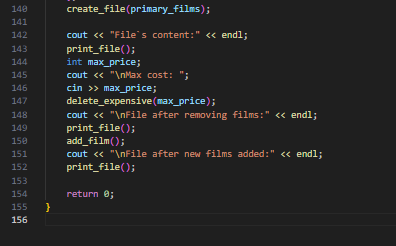 140 create_file(primary_films);
141
142 cout << "File`s content:" << endl;
143 print_file();
144 int max_price;
145 cout << "\nMax cost: ";
146 cin >> max_price;
147 delete_expensive(max_price);
148 cout << "\nFile after removing films:" << endl;
149 print_file();
150 add_film();
151 cout << "\nFile after new films added:" << endl;
152 print_file();
153
154 return 0;
155 }
156